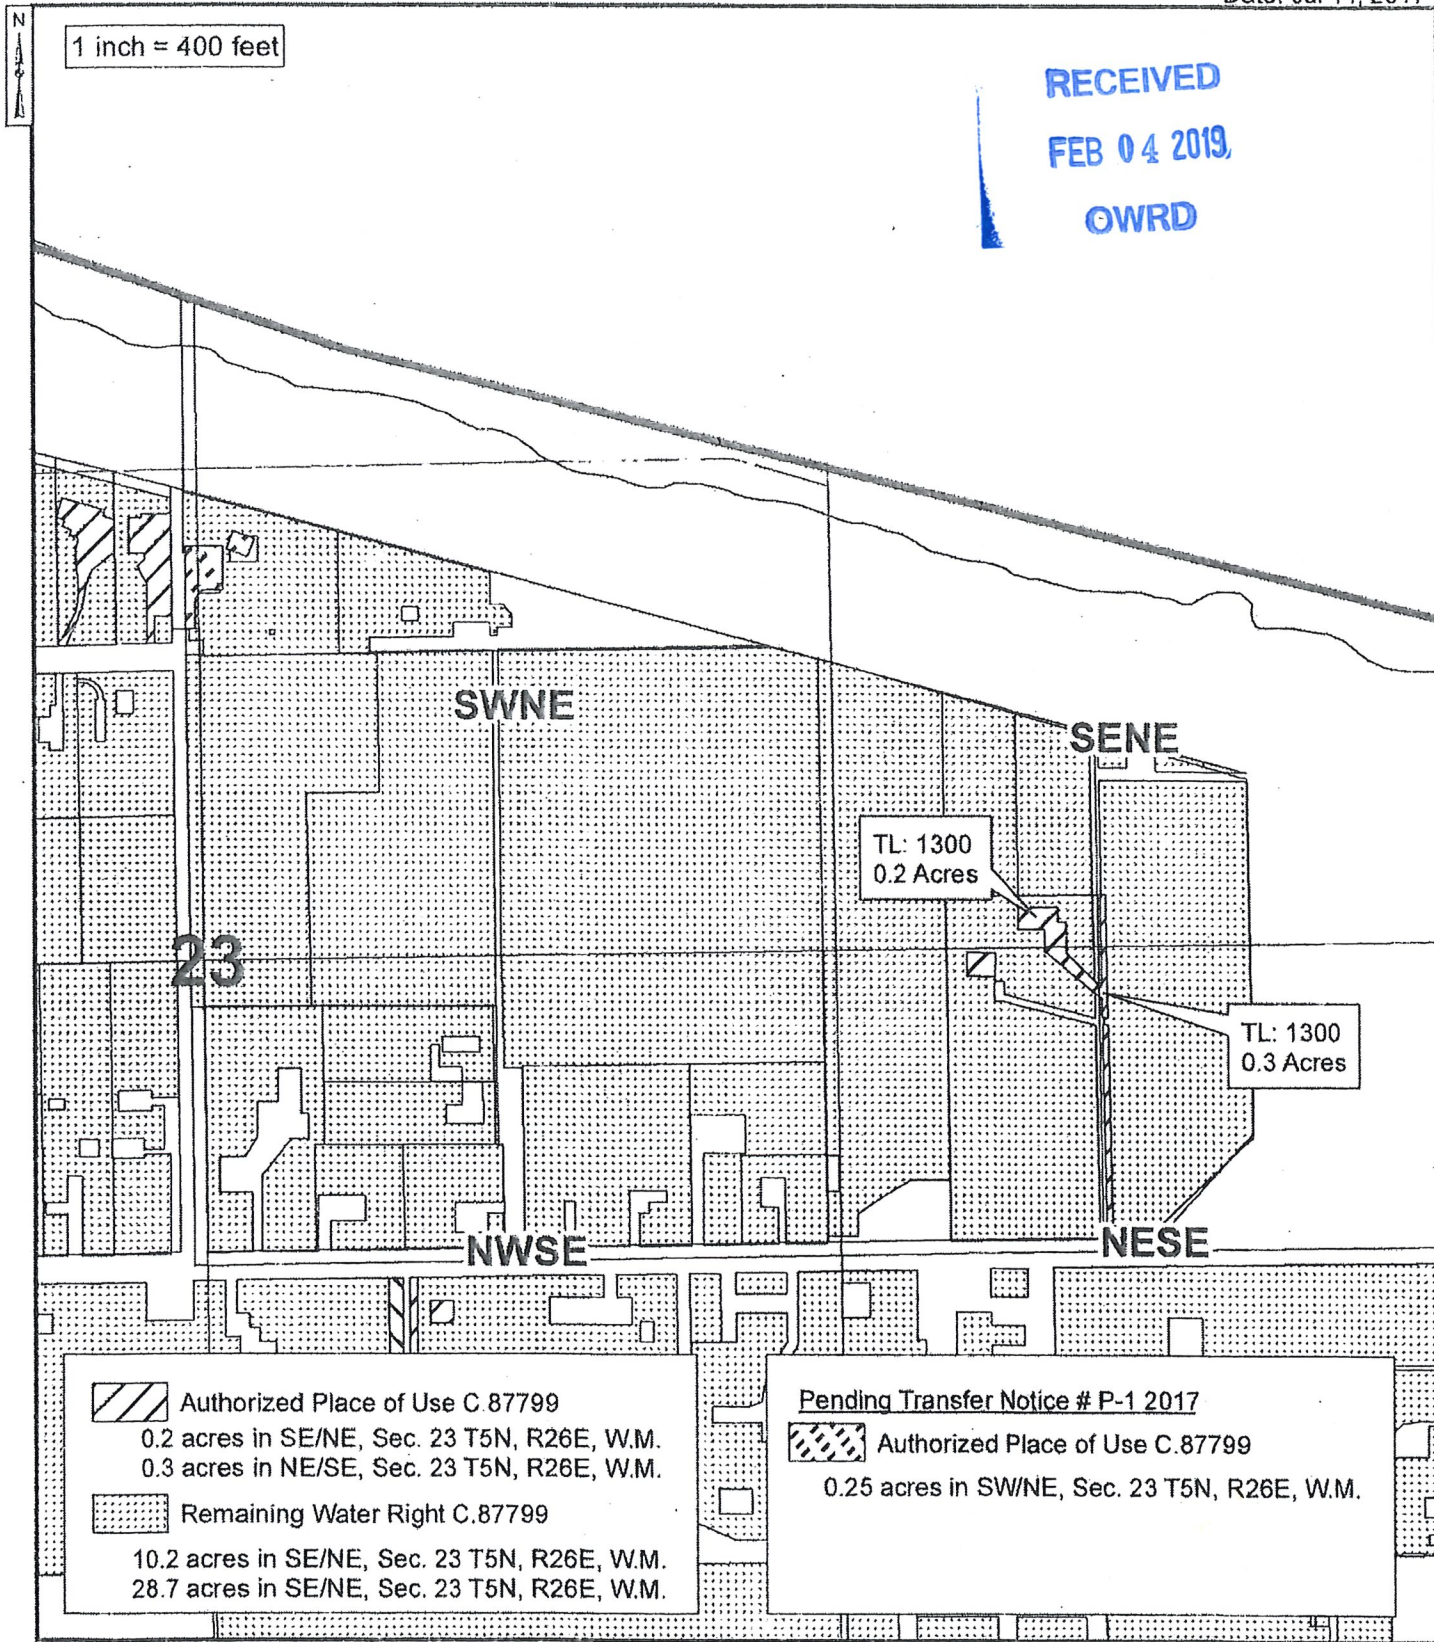 Date: Jul 11, 2017
N
1 inch = 400 feet
RECEIVED
FEB 04 2019,
OWRD
SWNE
SENE
TL: 1300
0.2 Acres
23
TL: 1300
0.3 Acres
NWSE
NESE
Authorized Place of Use C.87799
0.2 acres in SE/NE, Sec. 23 T5N, R26E, W.M.
0.3 acres in NE/SE, Sec. 23 T5N, R26E, W.M.
Remaining Water Right C.87799
10.2 acres in SE/NE, Sec. 23 T5N, R26E, W.M.
28.7 acres in SE/NE, Sec. 23 T5N, R26E, W.M.
Pending Transfer Notice # P-1 2017
Authorized Place of Use C.87799
0.25 acres in SW/NE, Sec. 23 T5N, R26E, W.M.